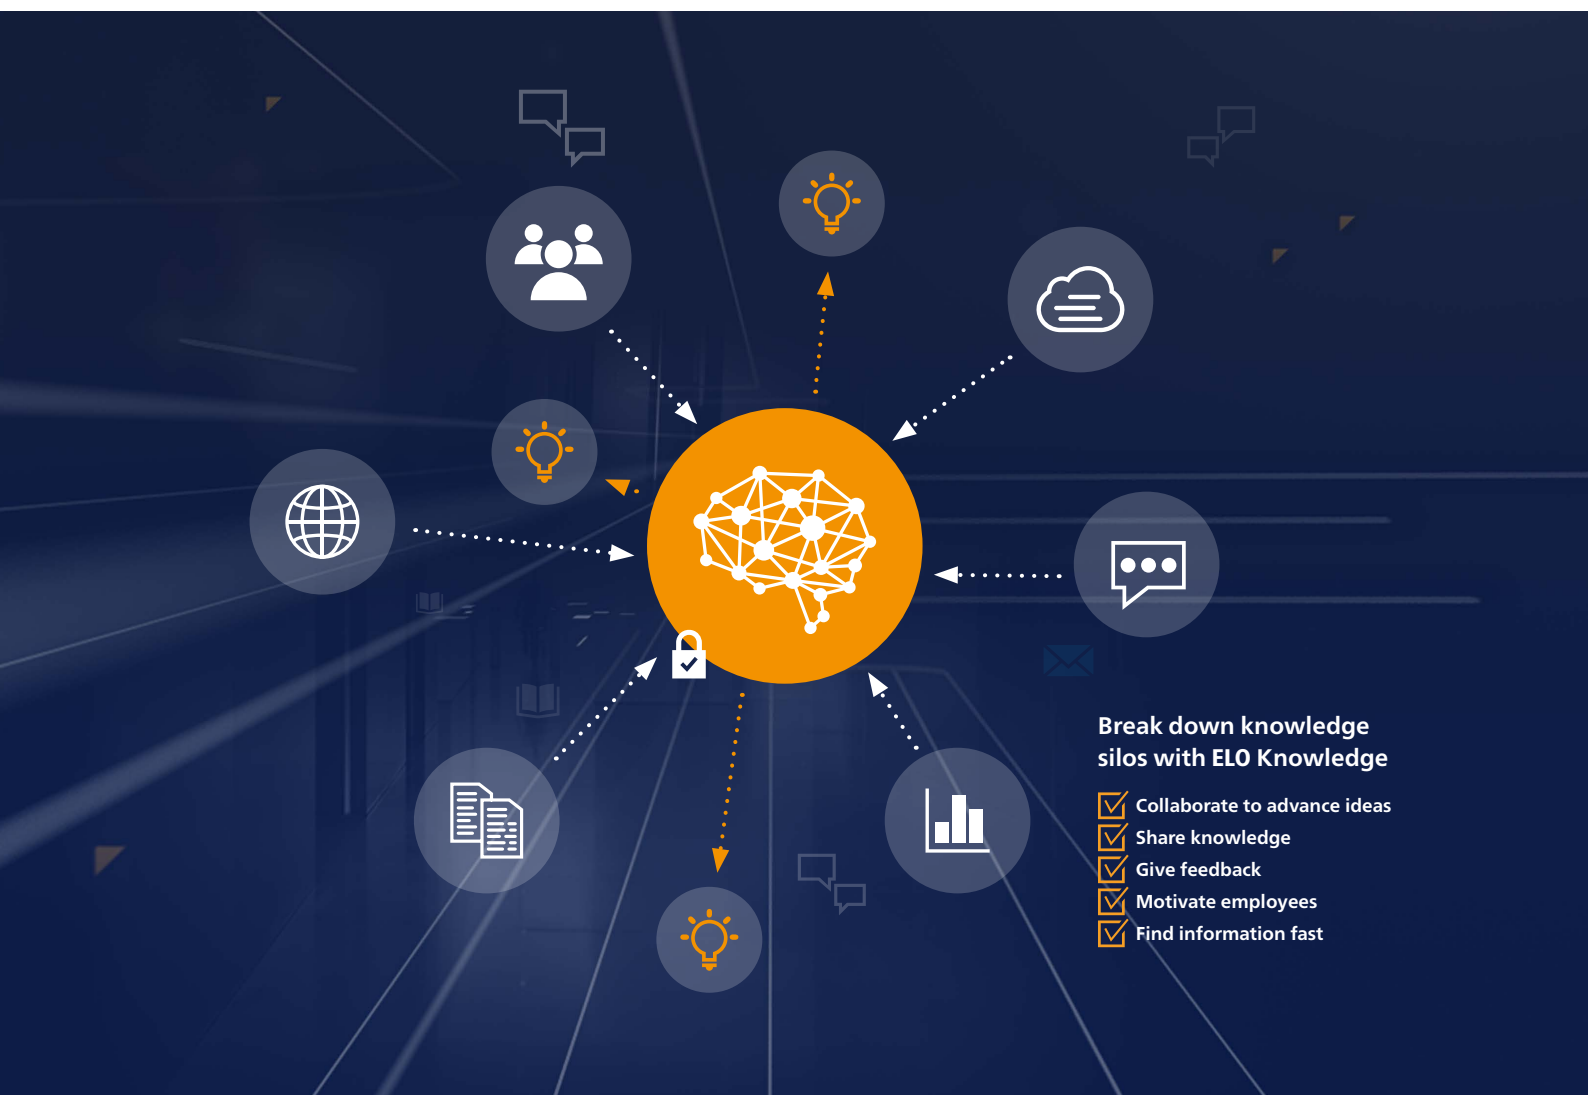 Break down knowledge
silos with ELO Knowledge
Collaborate to advance ideas
Share knowledge
Give feedback
Motivate employees
Find information fast